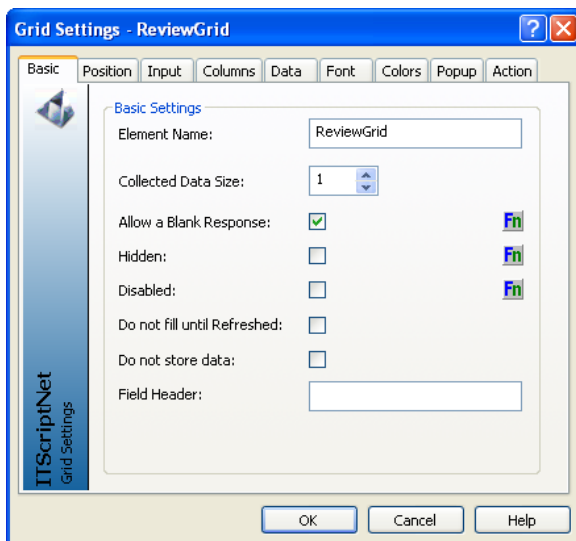 Grid Settings - ReviewGrid
Basic Position Input Columns Data Font Colors Popup Action
Basic Settings
Element Name: ReviewGrid
Collected Data Size: 1
Allow a Blank Response: Fn
Hidden: Fn
Disabled: Fn
Do not fill until Refreshed:
Do not store data:
Field Header:
ITScriptNet
Grid Settings
OK Cancel Help